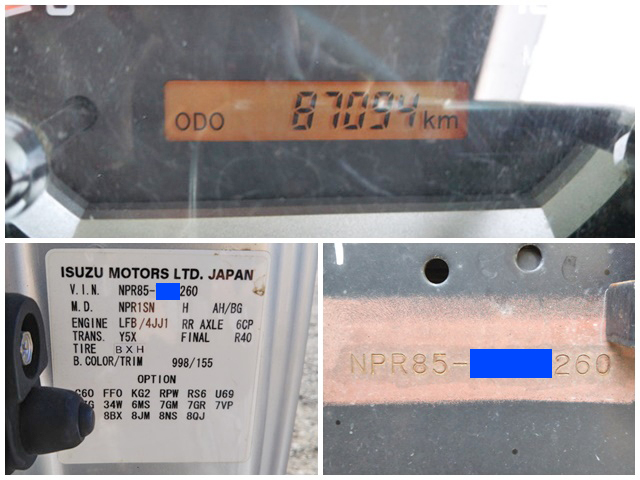 ODO 87094 km
ISUZU MOTORS LTD. JAPAN
V.I.N. NPR85- 260
M.D. NPR1SN H AH/BG
ENGINE LFB/4JJ1 RR AXLE 6CP
TRANS. Y5X FINAL R40
TIRE BXH
B.COLOR/TRIM 998/155
OPTION
C60 FF0 KG2 RPW RS6 U69
34W 6MS 7GM 7GR 7VP
8BX 8JM 8NS 8QJ
NPR85- 260